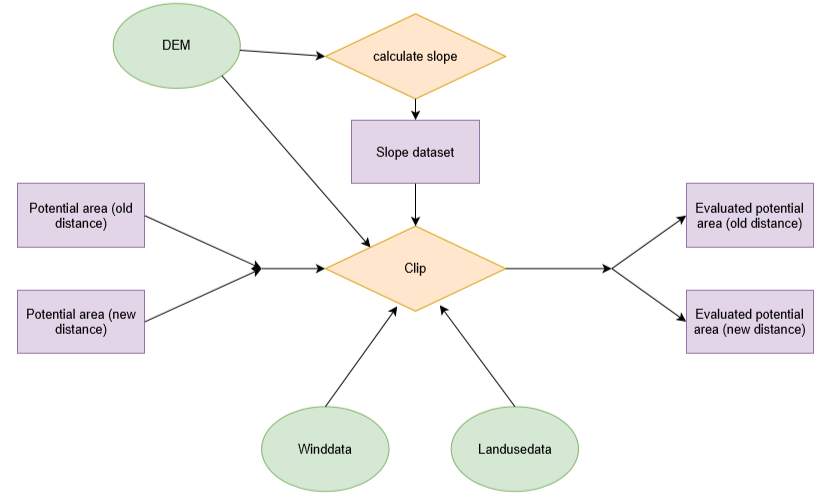 DEM
calculate slope
Slope dataset
Potential area (old
distance)
Evaluated potential
area (old distance)
Clip
Potential area (new
distance)
Evaluated potential
area (new distance)
Winddata
Landusedata